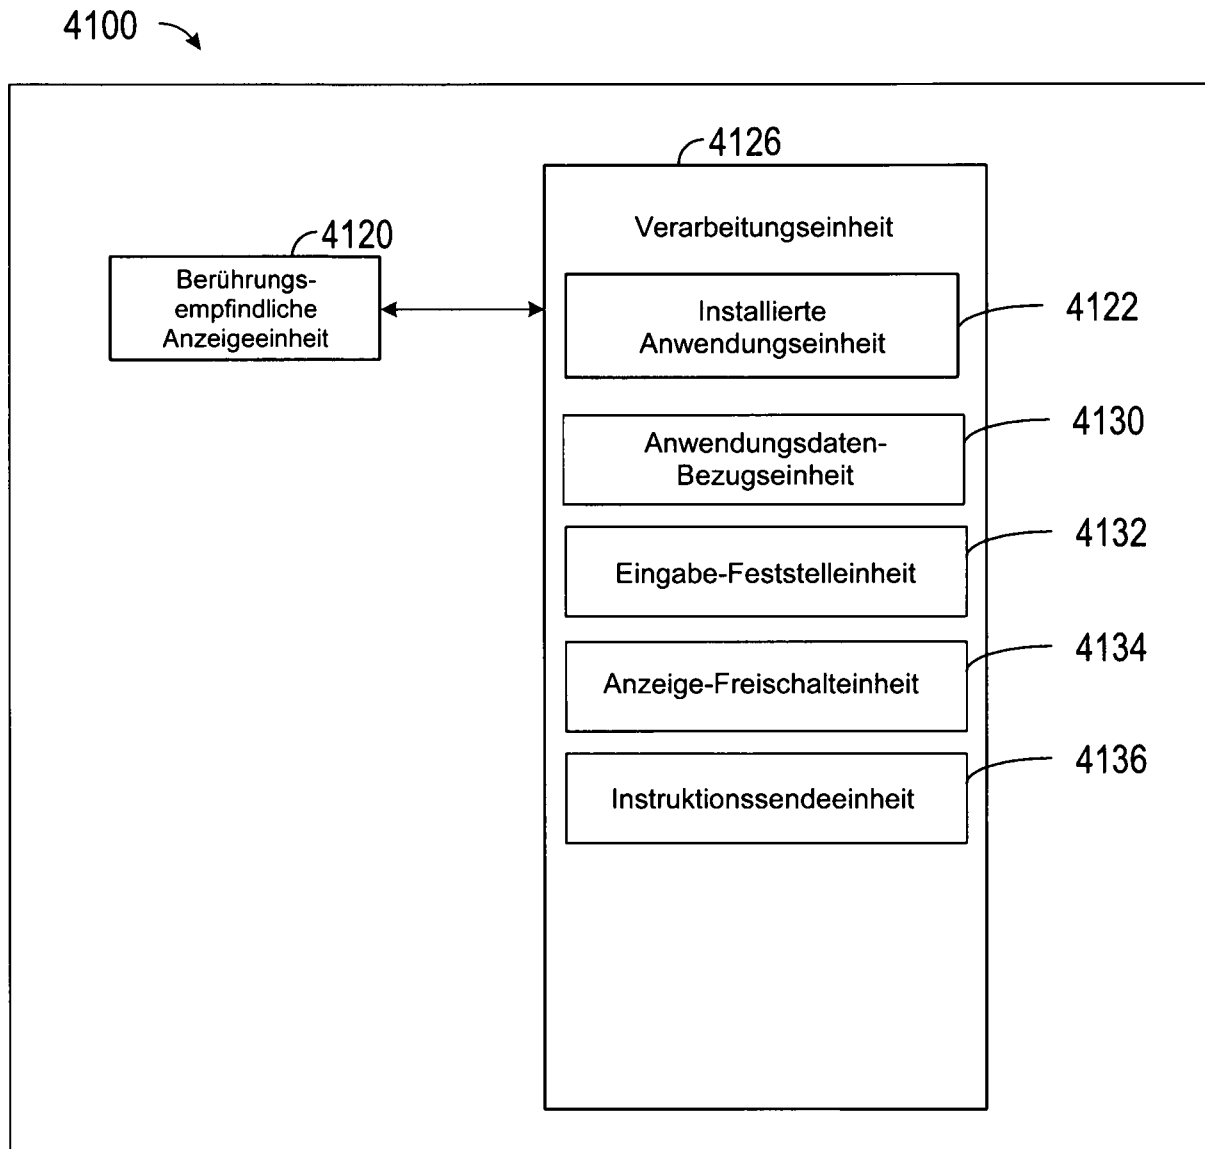 4100
4126
Verarbeitungseinheit
4120
Berührungs-
empfindliche
Anzeigeeinheit
Installierte
Anwendungseinheit
4122
Anwendungsdaten-
Bezugseinheit
4130
Eingabe-Feststelleinheit
4132
Anzeige-Freischalteinheit
4134
Instruktionssendeeinheit
4136